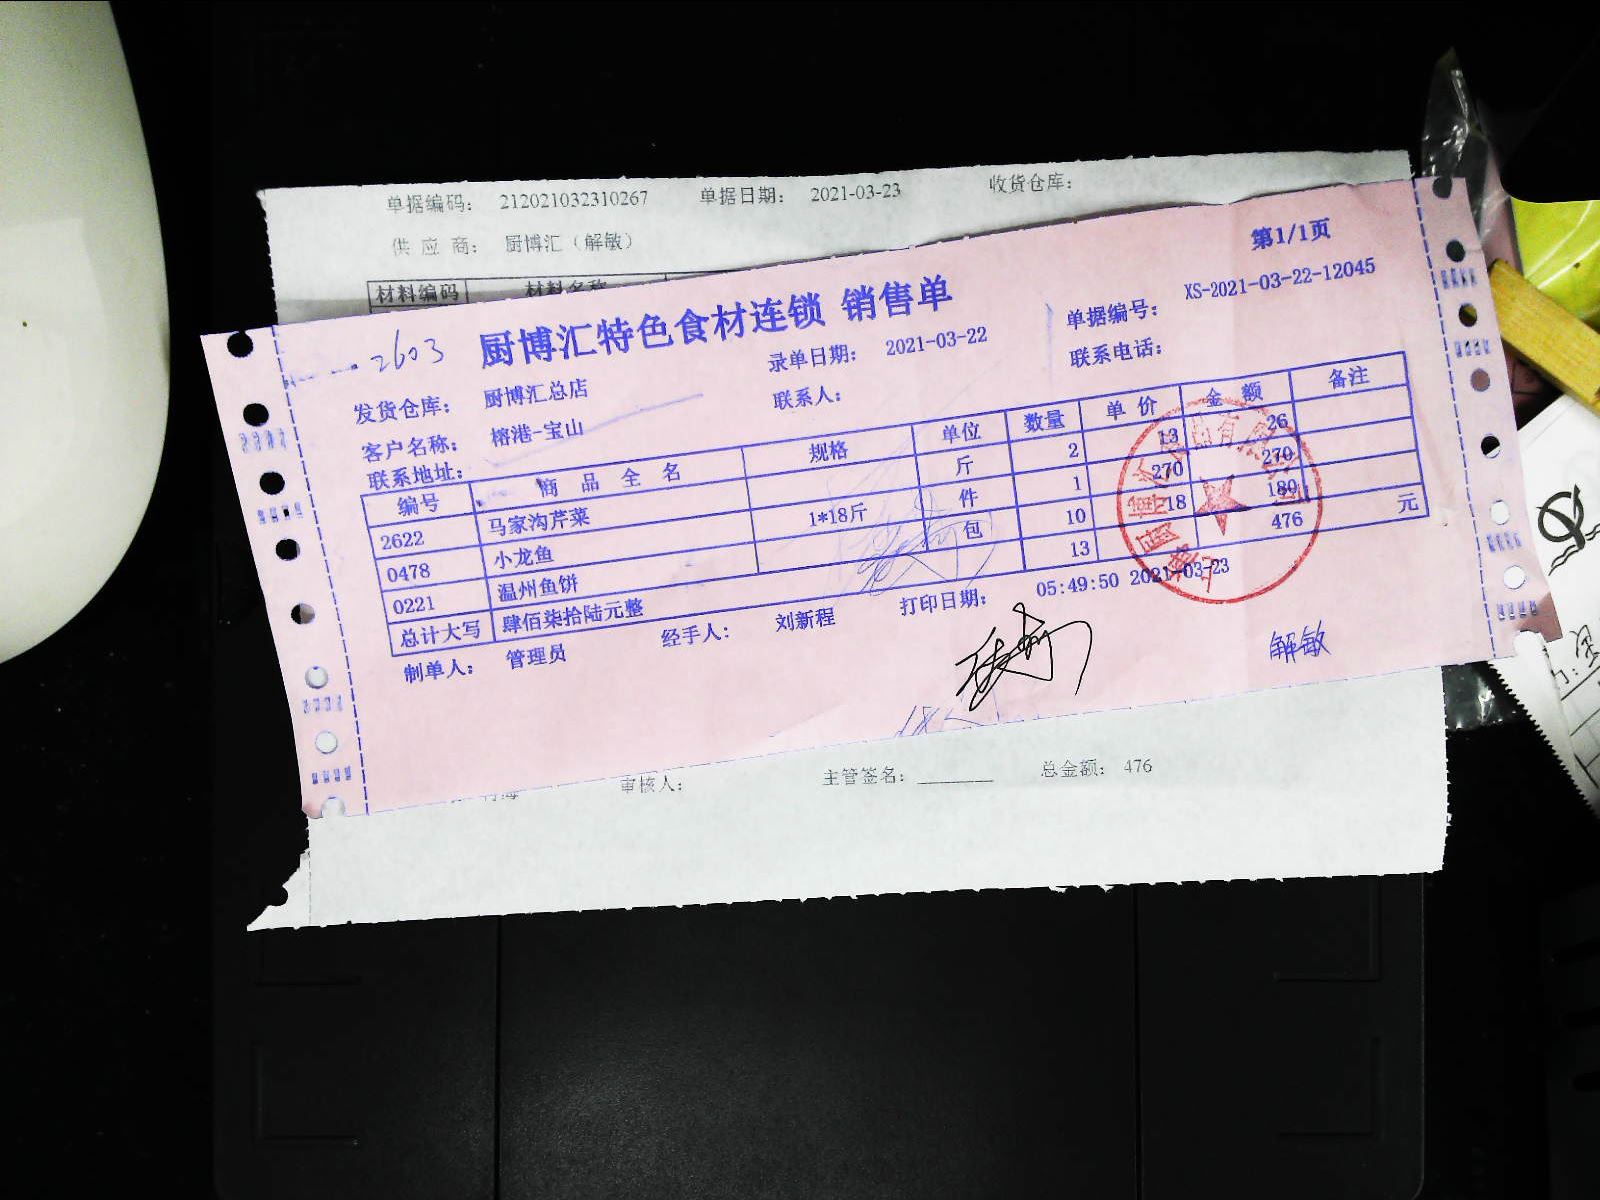 单据编码： 212021032310267 单据日期： 2021-03-23 收货仓库：
供 应 商： 厨博汇（解敏）
材料编码 材料名称
第1/1页
2603 厨博汇特色食材连锁 销售单 XS-2021-03-22-12045
录单日期： 2021-03-22 单据编号：
发货仓库： 厨博汇总店 联系人： 联系电话：
客户名称： 榕港-宝山
联系地址：
编号 商 品 全 名 规格 单位 数量 单 价 金 额 备注
2622 马家沟芹菜 斤 2 13 26
0478 小龙鱼 1*18斤 件 1 270 270
0221 温州鱼饼 包 10 18 180
总计大写 肆佰柒拾陆元整 13 476 元
制单人： 管理员 经手人： 刘新程 打印日期： 05:49:50 2021-03-23
解敏
审核人： 主管签名： 总金额： 476